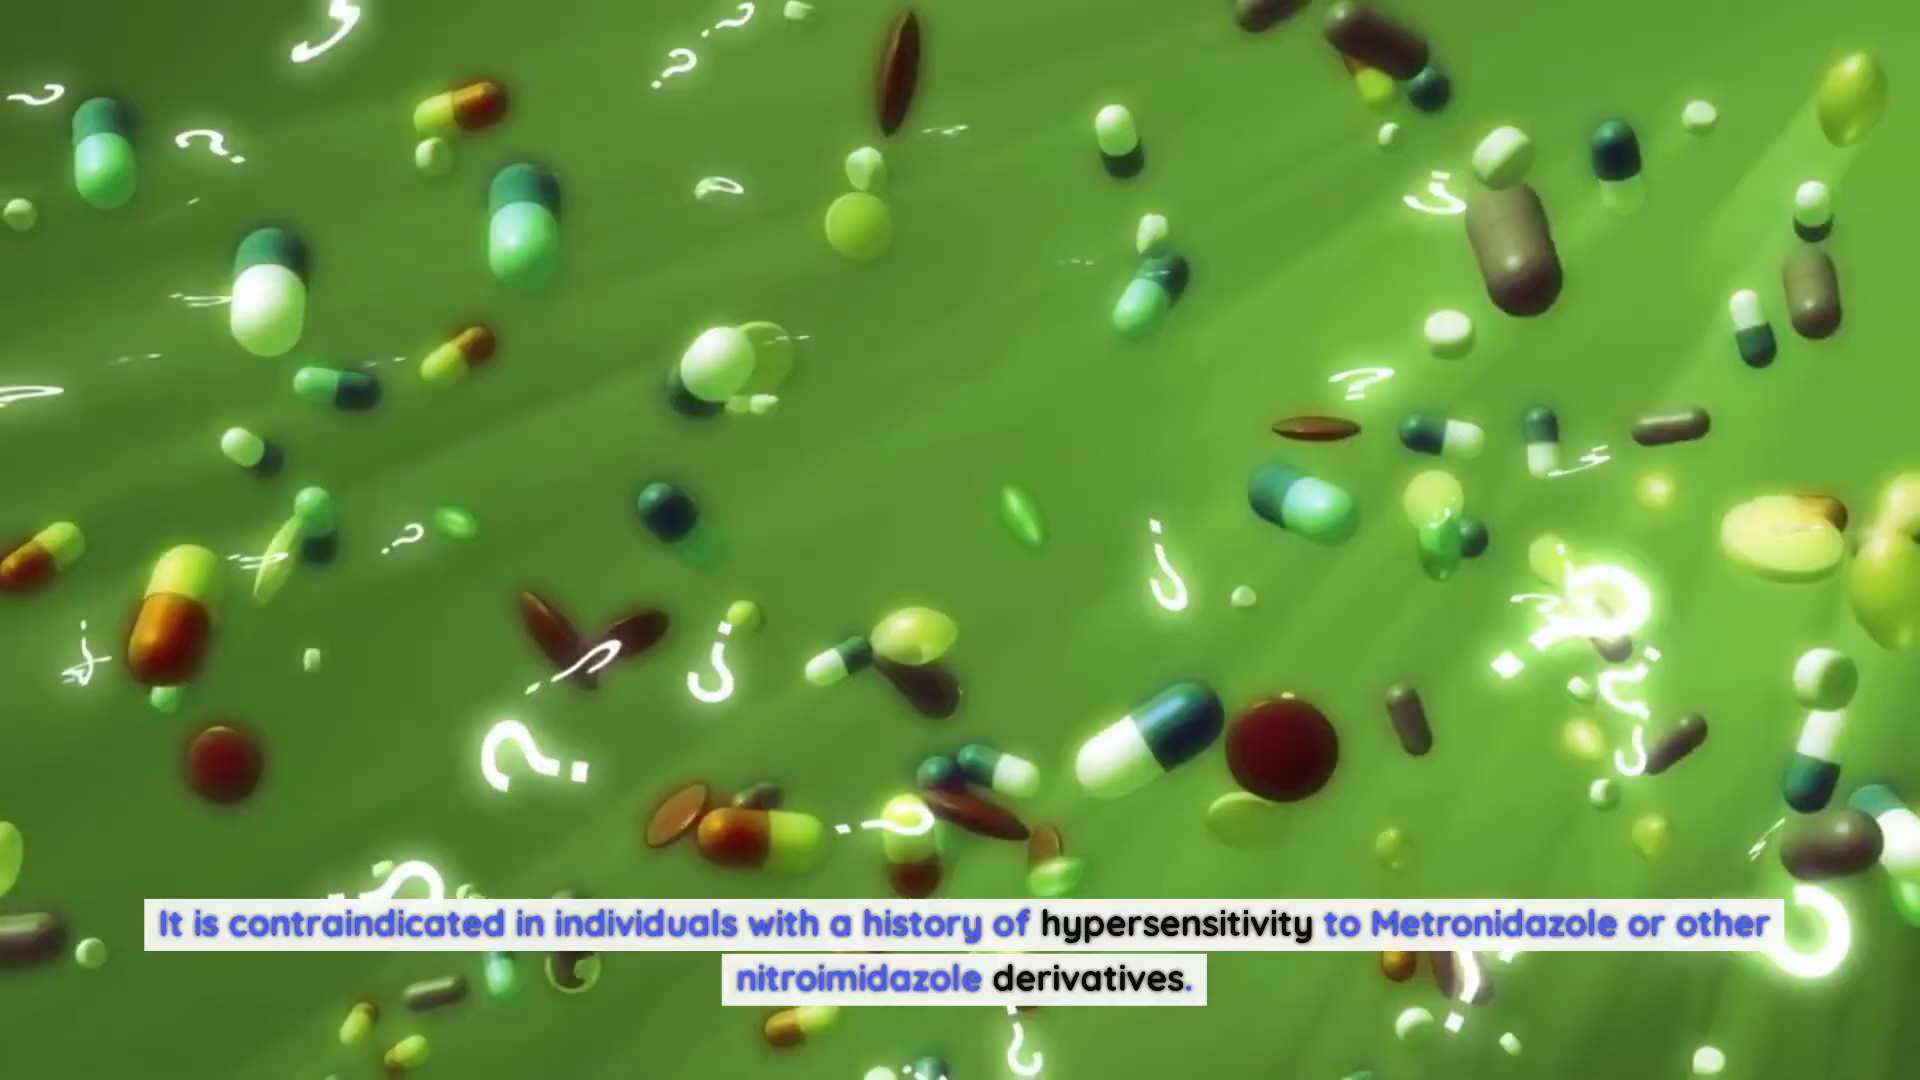 It is contraindicated in individuals with a history of hypersensitivity to Metronidazole or other
nitroimidazole derivatives.